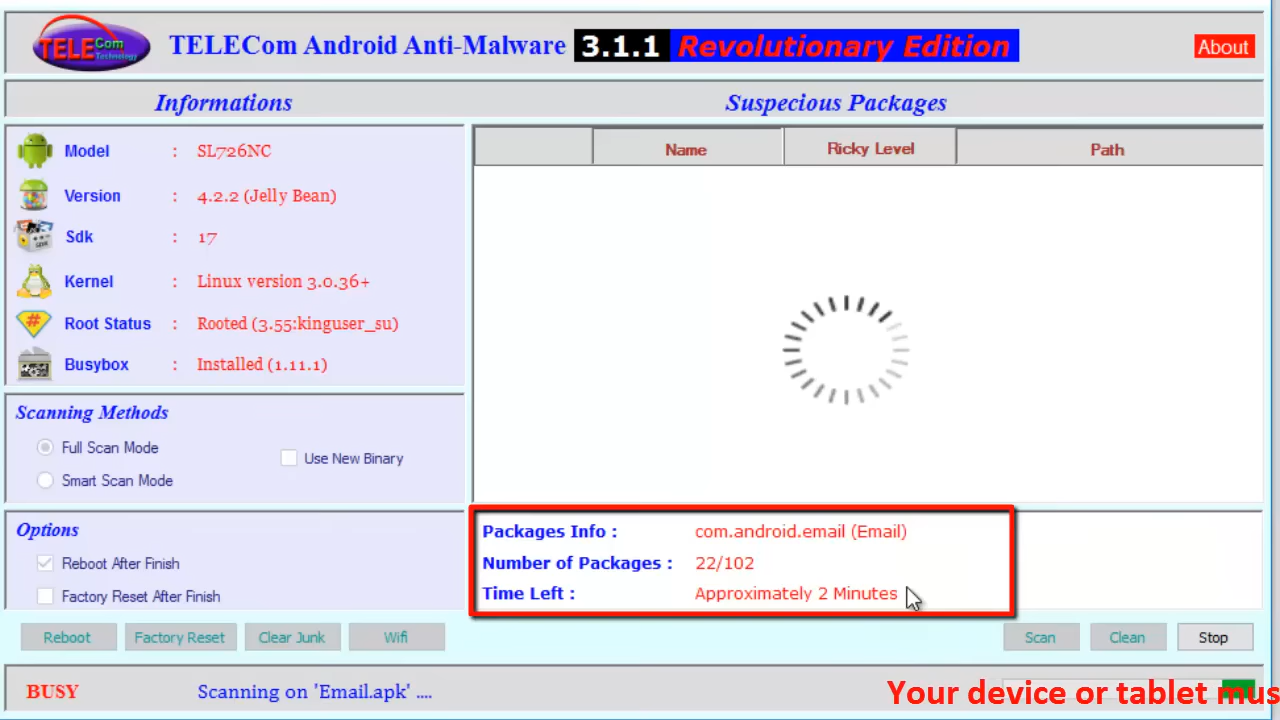 TELECom Technology
TELECom Android Anti-Malware 3.1.1 Revolutionary Edition
About
Informations
Suspecious Packages
Model : SL726NC
Version : 4.2.2 (Jelly Bean)
Sdk : 17
Kernel : Linux version 3.0.36+
Root Status : Rooted (3.55:kinguser_su)
Busybox : Installed (1.11.1)
Name Ricky Level Path
Scanning Methods
Full Scan Mode
Use New Binary
Smart Scan Mode
Options
Reboot After Finish
Factory Reset After Finish
Packages Info : com.android.email (Email)
Number of Packages : 22/102
Time Left : Approximately 2 Minutes
Reboot Factory Reset Clear Junk Wifi
Scan Clean Stop
BUSY Scanning on 'Email.apk' ....
Your device or tablet mus